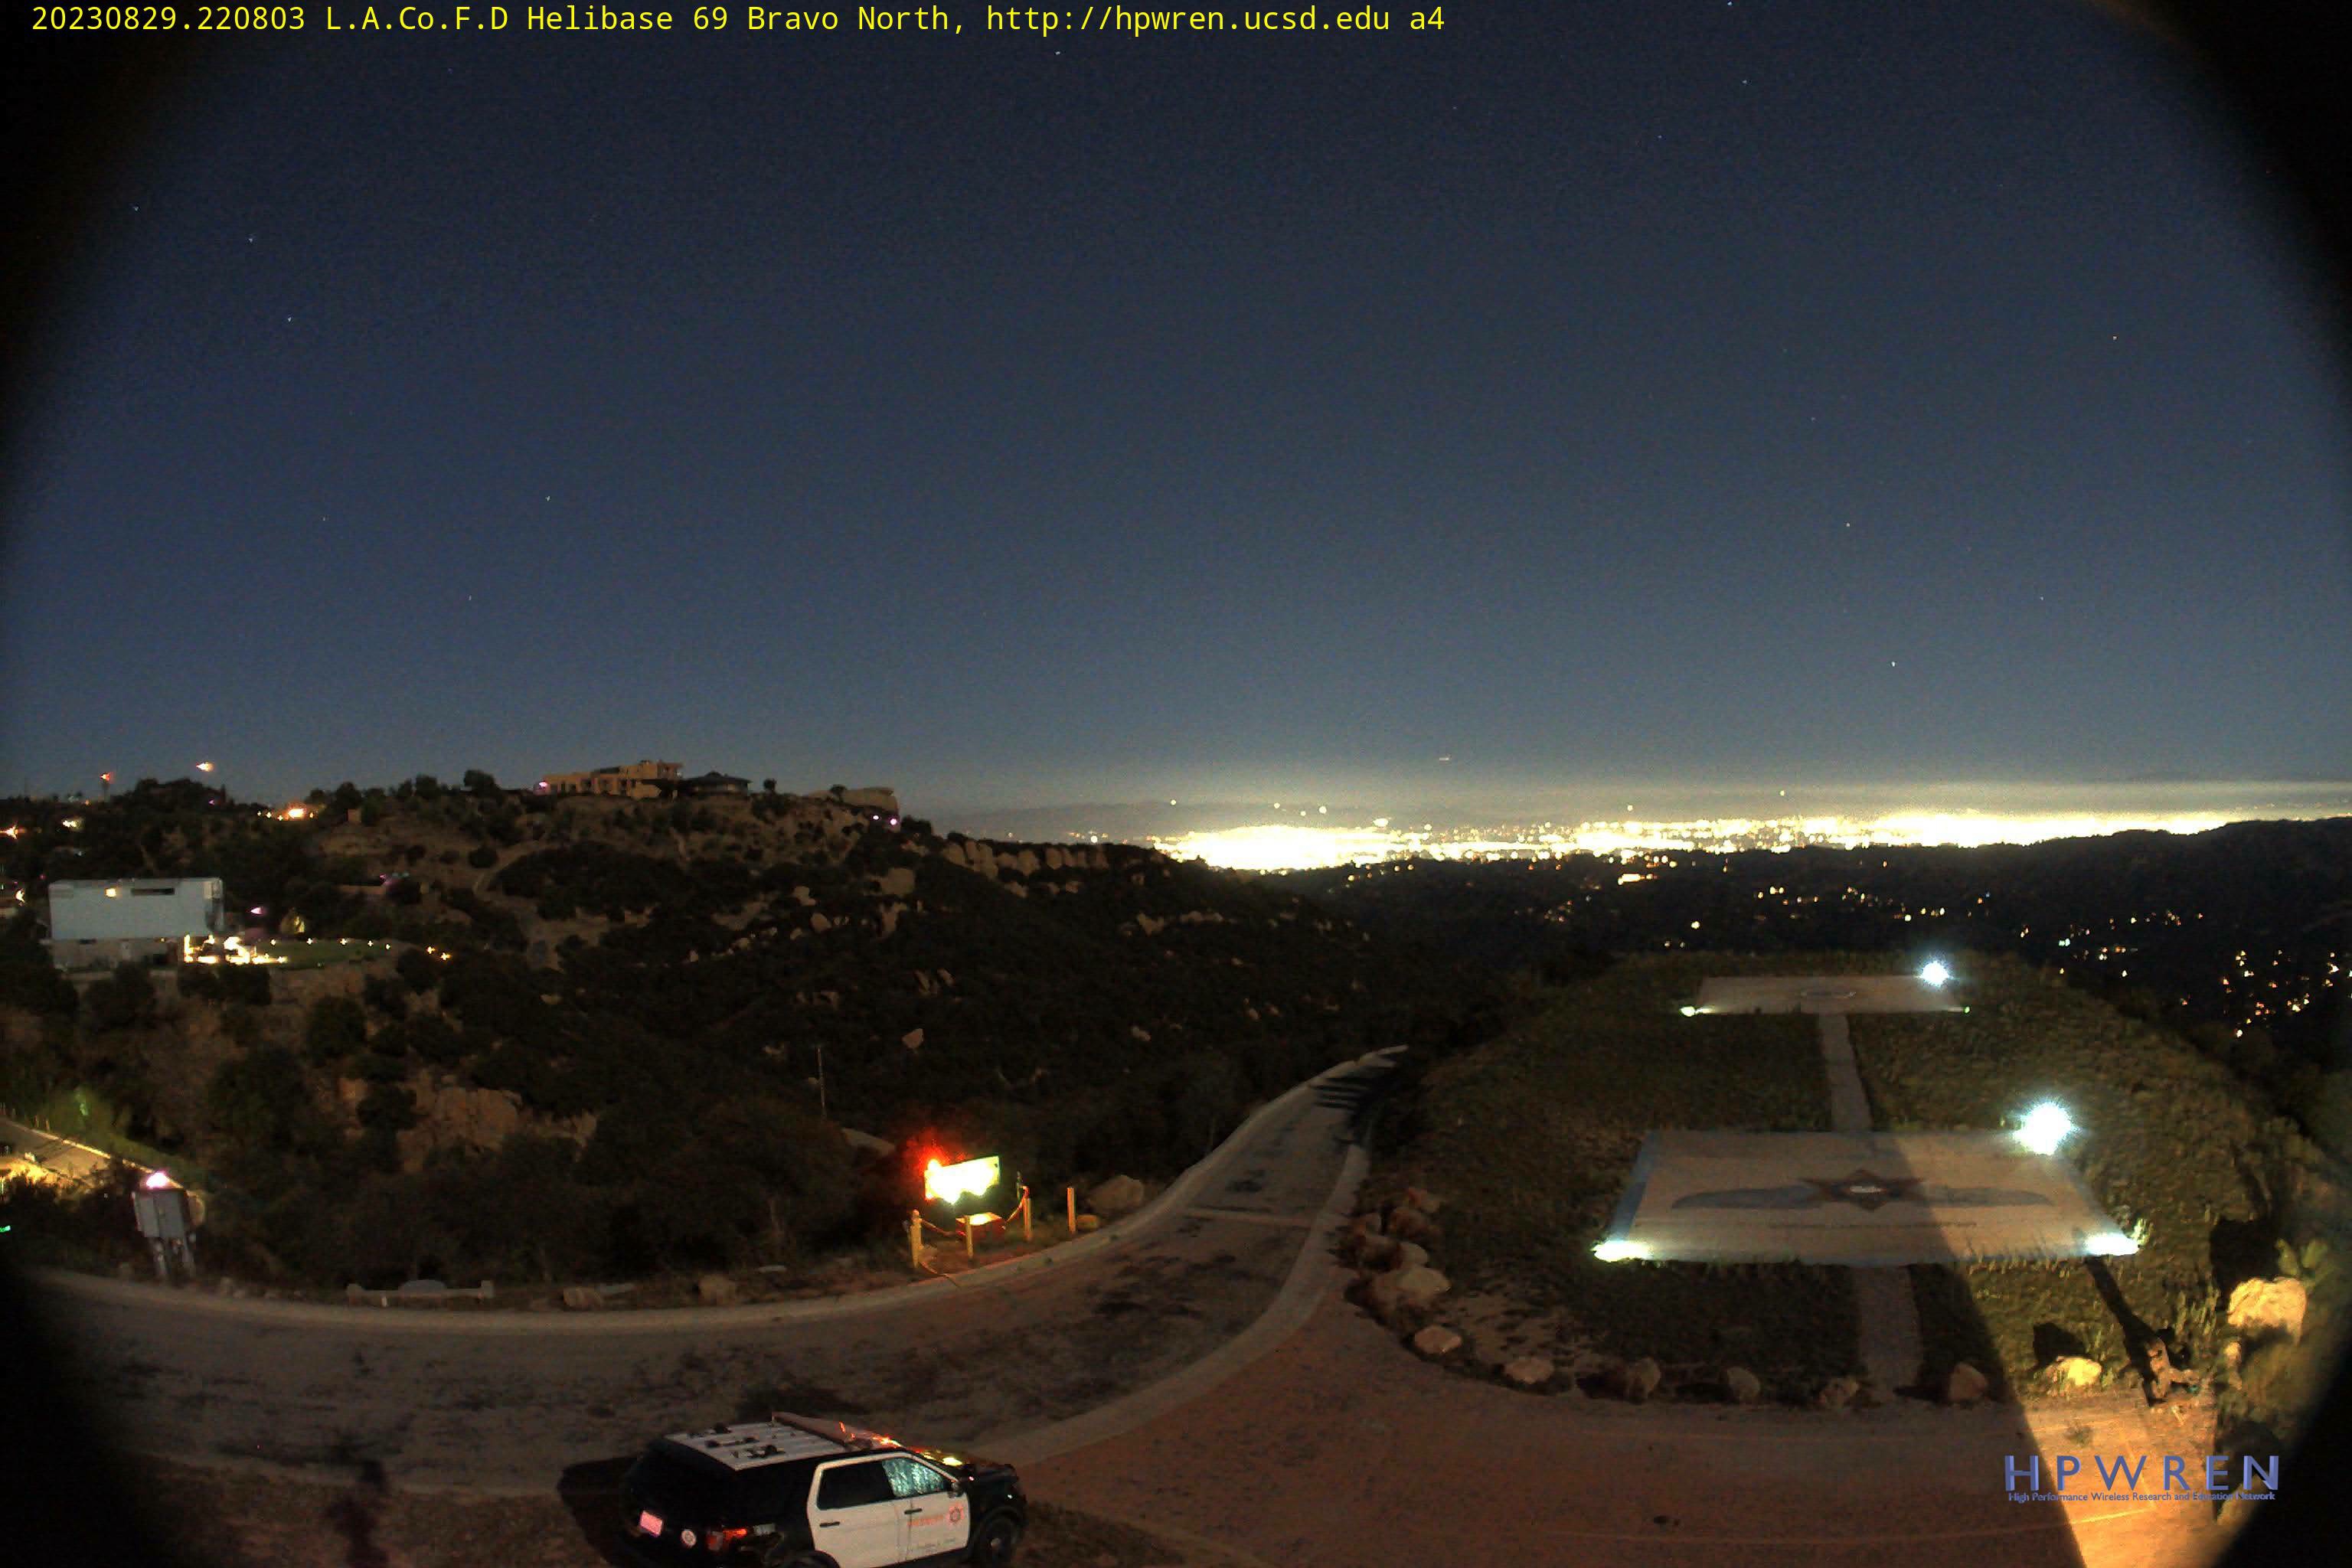 20230829.220803 L.A.Co.F.D Helibase 69 Bravo North, http://hpwren.ucsd.edu a4
HPWREN
High Performance Wireless Research and Education Network